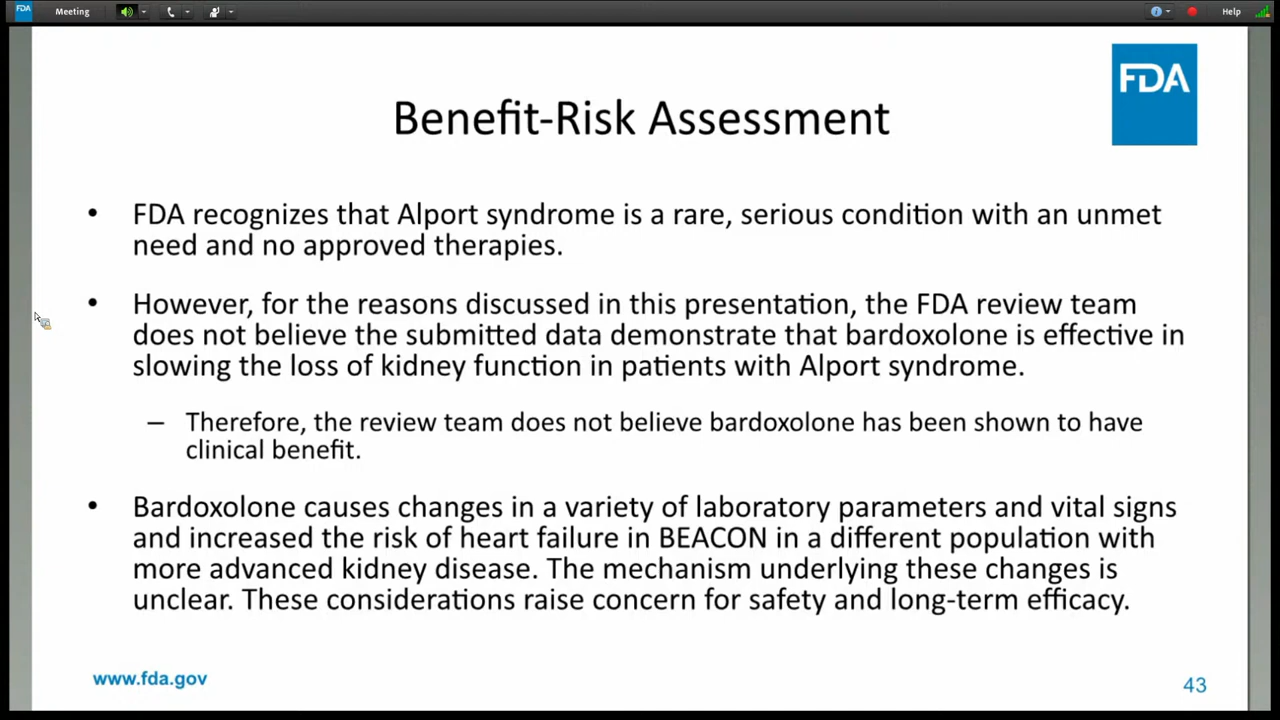 FDA
Meeting
Help
FDA
Benefit-Risk Assessment
• FDA recognizes that Alport syndrome is a rare, serious condition with an unmet
need and no approved therapies.
• However, for the reasons discussed in this presentation, the FDA review team
does not believe the submitted data demonstrate that bardoxolone is effective in
slowing the loss of kidney function in patients with Alport syndrome.
– Therefore, the review team does not believe bardoxolone has been shown to have
clinical benefit.
• Bardoxolone causes changes in a variety of laboratory parameters and vital signs
and increased the risk of heart failure in BEACON in a different population with
more advanced kidney disease. The mechanism underlying these changes is
unclear. These considerations raise concern for safety and long-term efficacy.
www.fda.gov
43